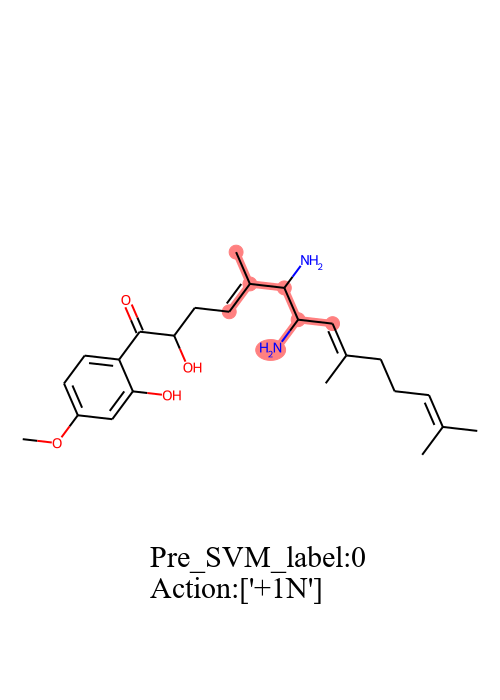 NH2
O
H2N
OH
OH
O
Pre_SVM_label:0
Action:['+1N']